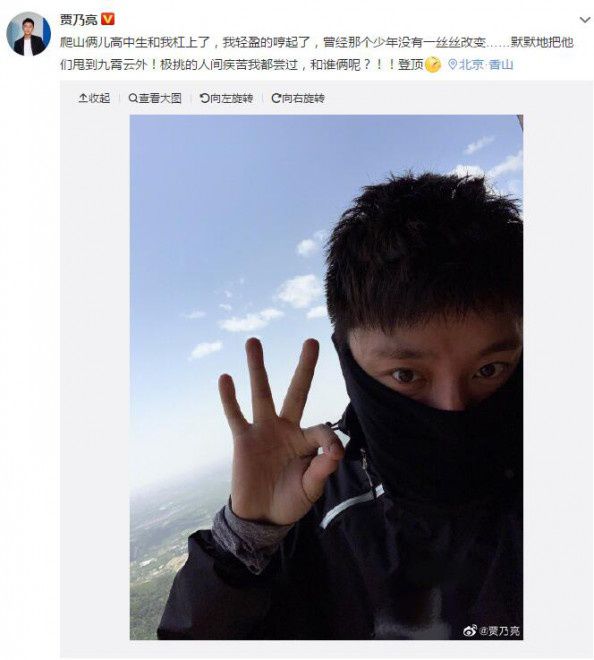 贾乃亮
爬山俩儿高中生和我杠上了，我轻盈的哼起了，曾经那个少年没有一丝丝改变……默默地把他
们甩到九霄云外！极挑的人间疾苦我都尝过，和谁俩呢？！！登顶 北京·香山
收起 查看大图 向左旋转 向右旋转
@贾乃亮